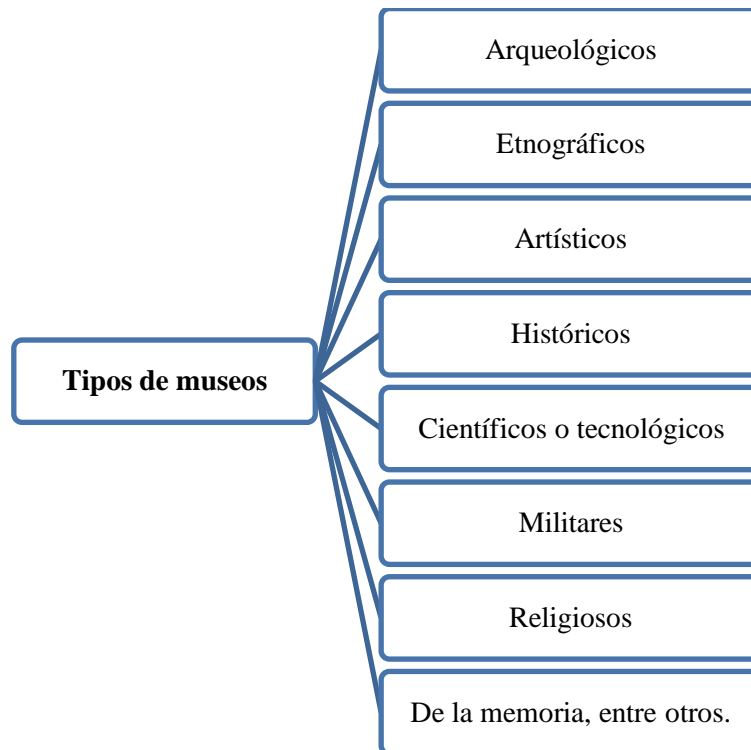 Tipos de museos
Arqueológicos
Etnográficos
Artísticos
Históricos
Científicos o tecnológicos
Militares
Religiosos
De la memoria, entre otros.